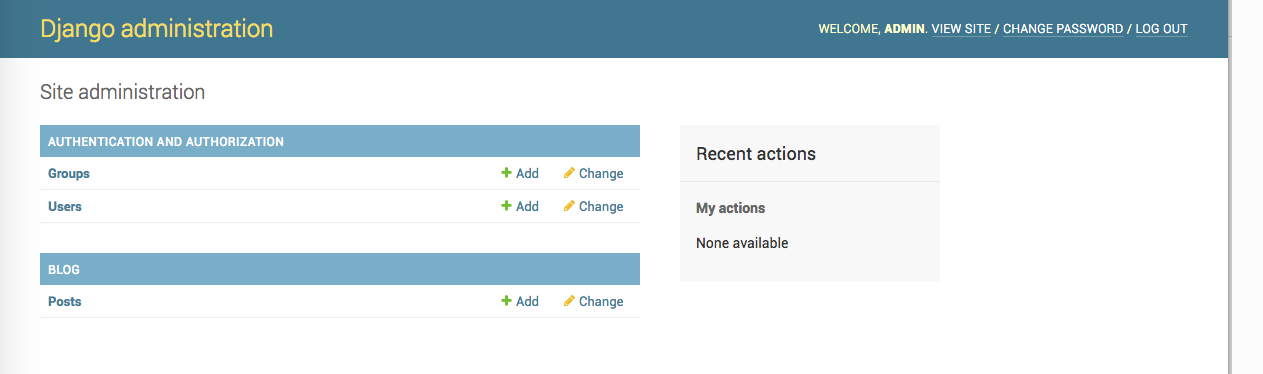 Django administration
WELCOME, ADMIN. VIEW SITE / CHANGE PASSWORD / LOG OUT
Site administration
AUTHENTICATION AND AUTHORIZATION
Groups Add Change
Users Add Change
BLOG
Posts Add Change
Recent actions
My actions
None available